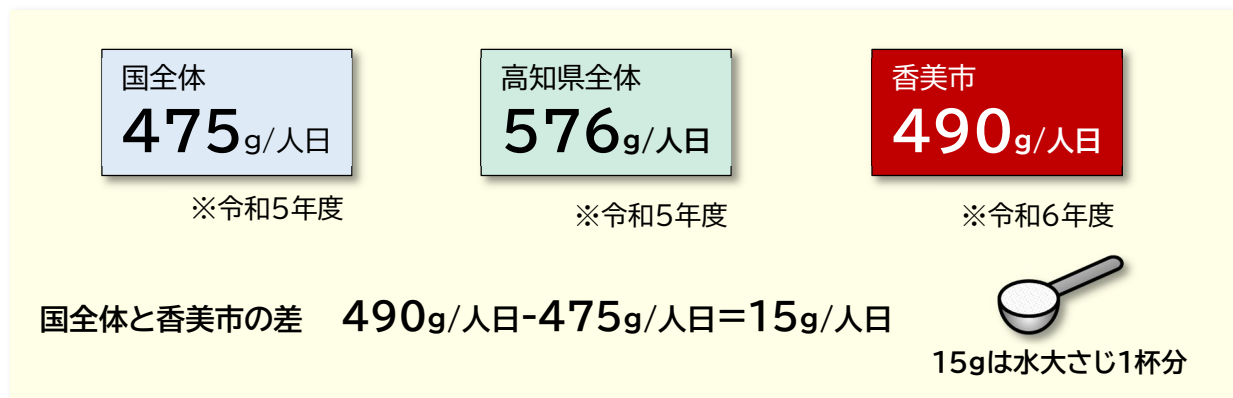 国全体
475g/人日
※令和5年度
高知県全体
576g/人日
※令和5年度
香美市
490g/人日
※令和6年度
国全体と香美市の差　490g/人日-475g/人日=15g/人日
15gは水大さじ1杯分